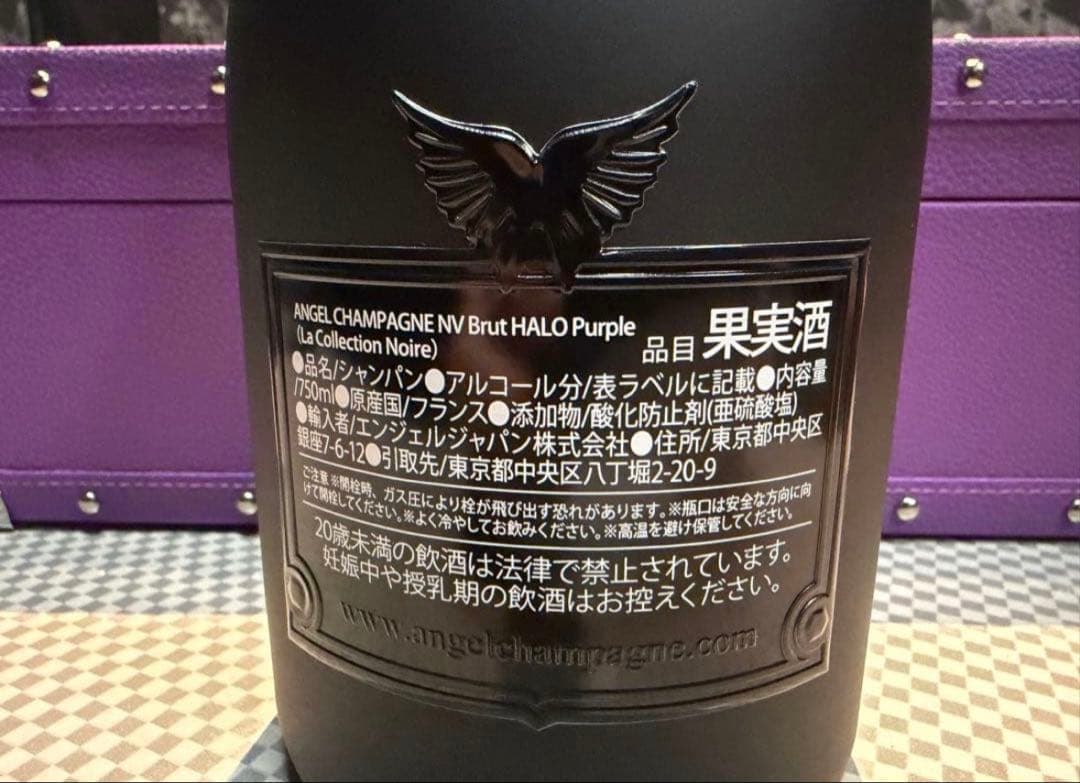 ANGEL CHAMPAGNE NV Brut HALO Purple
(La Collection Noire)
品目 果実酒
●品名/シャンパン●アルコール分/表ラベルに記載●内容量
/750ml●原産国/フランス●添加物/酸化防止剤(亜硫酸塩)
●輸入者/エンジェルジャパン株式会社●住所/東京都中央区
銀座7-6-12●引取先/東京都中央区八丁堀2-20-9
ご注意 ※開栓時、ガス圧により栓が飛び出す恐れがあります。※瓶口は安全な方向に向
けて開栓してください。※よく冷やしてお飲みください。※高温を避け保管してください。
20歳未満の飲酒は法律で禁止されています。
妊娠中や授乳期の飲酒はお控えください。
www.angelchampagne.com